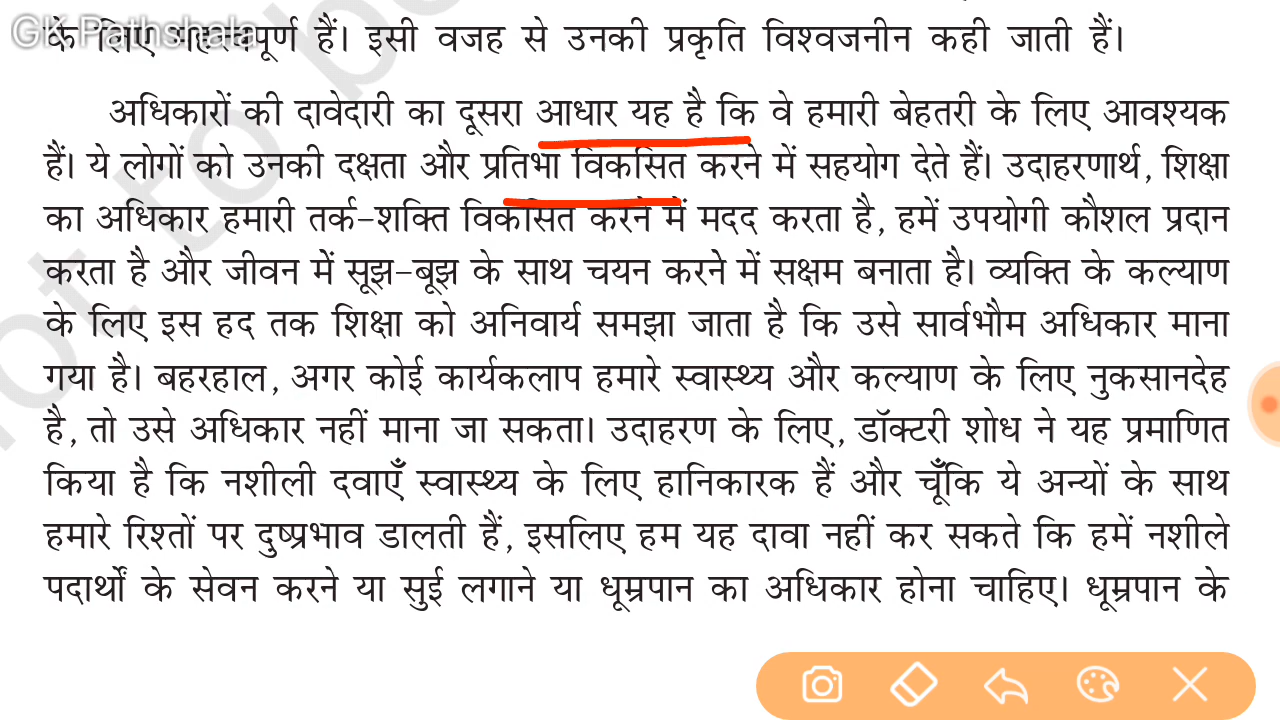 GK-Pathshala
के लिए महत्त्वपूर्ण हैं। इसी वजह से उनकी प्रकृति विश्वजनीन कही जाती हैं।
अधिकारों की दावेदारी का दूसरा आधार यह है कि वे हमारी बेहतरी के लिए आवश्यक
हैं। ये लोगों को उनकी दक्षता और प्रतिभा विकसित करने में सहयोग देते हैं। उदाहरणार्थ, शिक्षा
का अधिकार हमारी तर्क-शक्ति विकसित करने में मदद करता है, हमें उपयोगी कौशल प्रदान
करता है और जीवन में सूझ-बूझ के साथ चयन करने में सक्षम बनाता है। व्यक्ति के कल्याण
के लिए इस हद तक शिक्षा को अनिवार्य समझा जाता है कि उसे सार्वभौम अधिकार माना
गया है। बहरहाल, अगर कोई कार्यकलाप हमारे स्वास्थ्य और कल्याण के लिए नुकसानदेह
है, तो उसे अधिकार नहीं माना जा सकता। उदाहरण के लिए, डॉक्टरी शोध ने यह प्रमाणित
किया है कि नशीली दवाएँ स्वास्थ्य के लिए हानिकारक हैं और चूँकि ये अन्यों के साथ
हमारे रिश्तों पर दुष्प्रभाव डालती हैं, इसलिए हम यह दावा नहीं कर सकते कि हमें नशीले
पदार्थों के सेवन करने या सुई लगाने या धूम्रपान का अधिकार होना चाहिए। धूम्रपान के